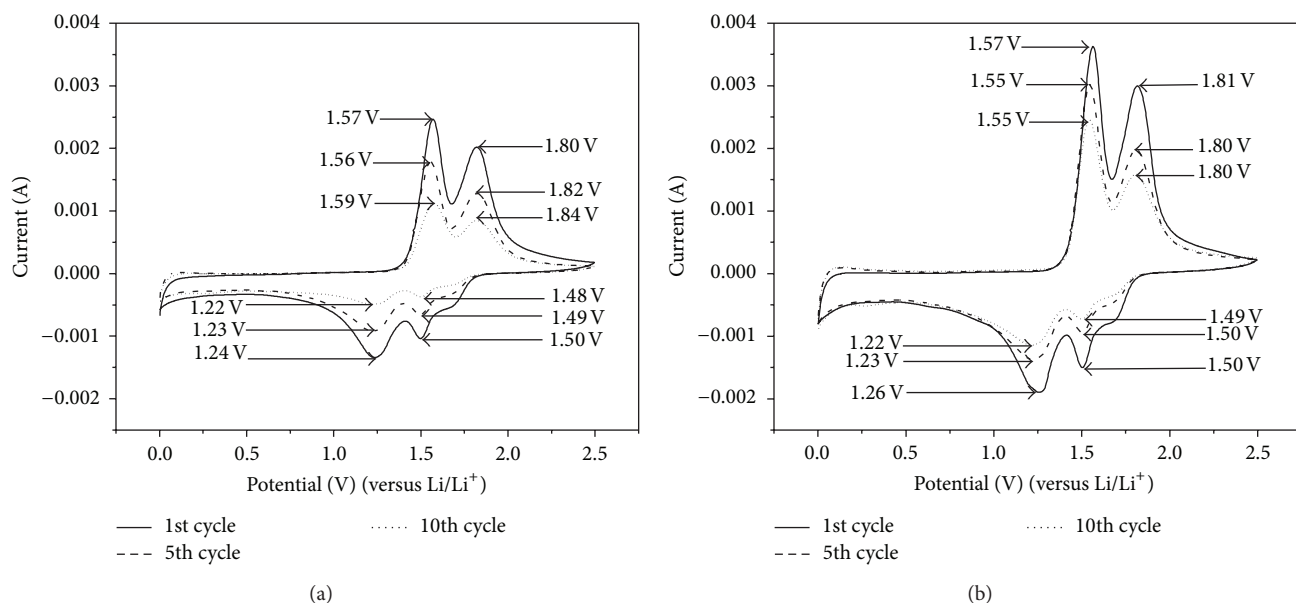 0.004
0.003
0.002
0.001
0.000
−0.001
−0.002
Current (A)
1.57 V
1.56 V
1.59 V
1.80 V
1.82 V
1.84 V
1.22 V
1.23 V
1.24 V
1.48 V
1.49 V
1.50 V
0.0 0.5 1.0 1.5 2.0 2.5
Potential (V) (versus Li/Li⁺)
1st cycle
5th cycle
10th cycle
(a)
0.004
0.003
0.002
0.001
0.000
−0.001
−0.002
Current (A)
1.57 V
1.55 V
1.55 V
1.81 V
1.80 V
1.80 V
1.22 V
1.23 V
1.26 V
1.49 V
1.50 V
1.50 V
0.0 0.5 1.0 1.5 2.0 2.5
Potential (V) (versus Li/Li⁺)
1st cycle
5th cycle
10th cycle
(b)